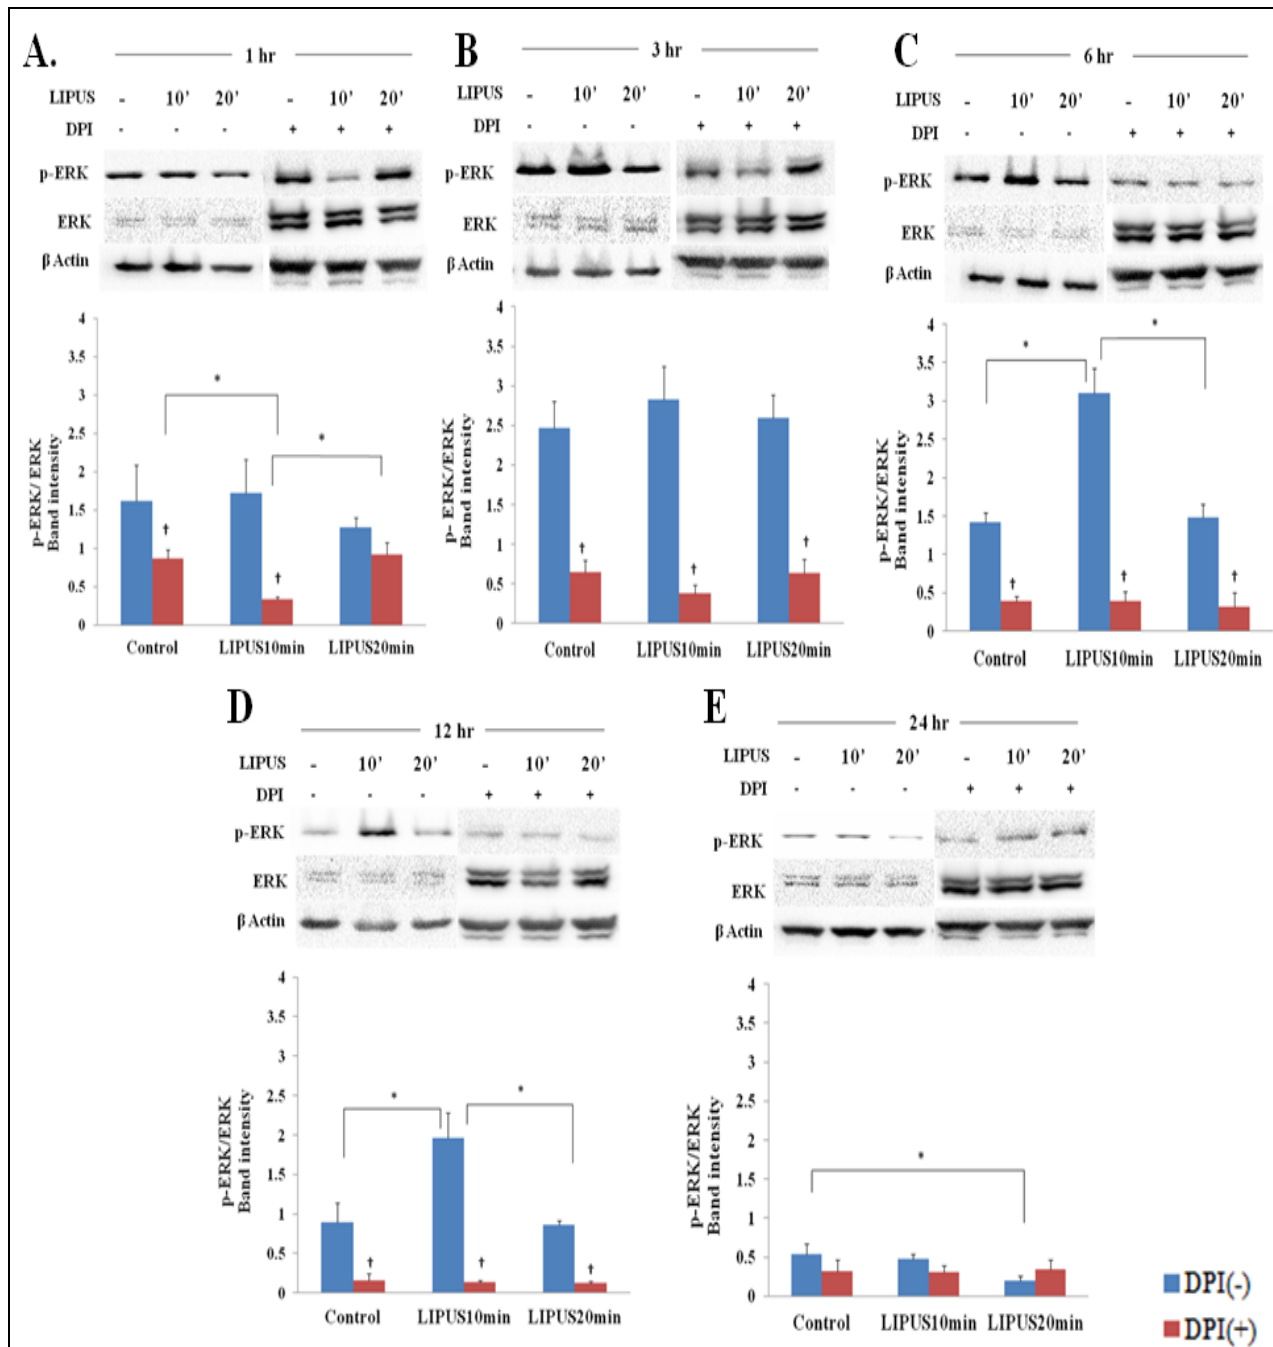 A.
1 hr
LIPUS - 10' 20' - 10' 20'
DPI - - - + + +
p-ERK
ERK
β Actin
4
3.5
3
2.5
2
1.5
1
0.5
0
p-ERK/ ERK
Band intensity
*
*
†
†
Control LIPUS10min LIPUS20min
B
3 hr
LIPUS - 10' 20' - 10' 20'
DPI - - - + + +
p-ERK
ERK
β Actin
4
3.5
3
2.5
2
1.5
1
0.5
0
p- ERK/ERK
Band intensity
†
†
†
Control LIPUS10min LIPUS20min
C
6 hr
LIPUS - 10' 20' - 10' 20'
DPI - - - + + +
p-ERK
ERK
β Actin
4
3.5
3
2.5
2
1.5
1
0.5
0
p-ERK/ERK
Band intensity
*
*
†
†
†
Control LIPUS10min LIPUS20min
D
12 hr
LIPUS - 10' 20' - 10' 20'
DPI - - - + + +
p-ERK
ERK
β Actin
4
3.5
3
2.5
2
1.5
1
0.5
0
p-ERK/ERK
Band intensity
*
*
†
†
†
Control LIPUS10min LIPUS20min
E
24 hr
LIPUS - 10' 20' - 10' 20'
DPI - - - + + +
p-ERK
ERK
β Actin
4
3.5
3
2.5
2
1.5
1
0.5
0
p-ERK/ERK
Band intensity
*
Control LIPUS10min LIPUS20min
DPI(-)
DPI(+)